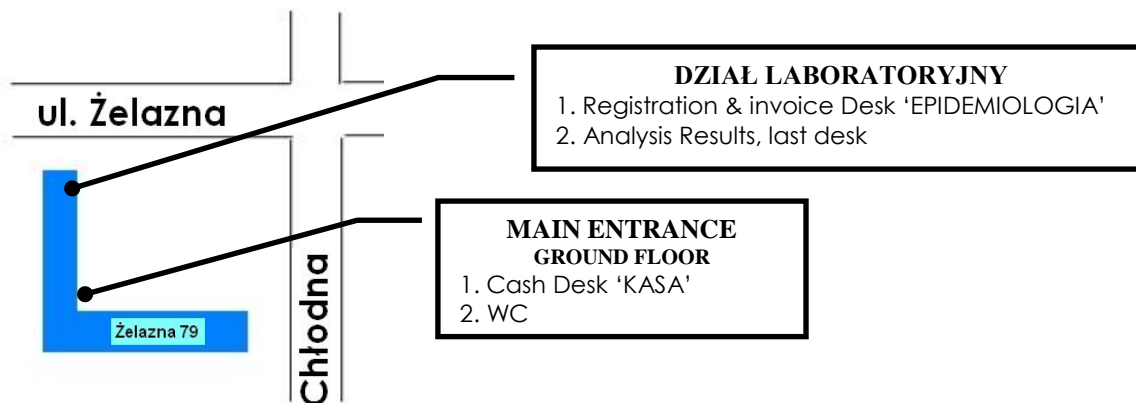 DZIAŁ LABORATORYJNY
1. Registration & invoice Desk ‘EPIDEMIOLOGIA’
2. Analysis Results, last desk
ul. Żelazna
MAIN ENTRANCE
GROUND FLOOR
1. Cash Desk ‘KASA’
2. WC
Żelazna 79
Chłodna